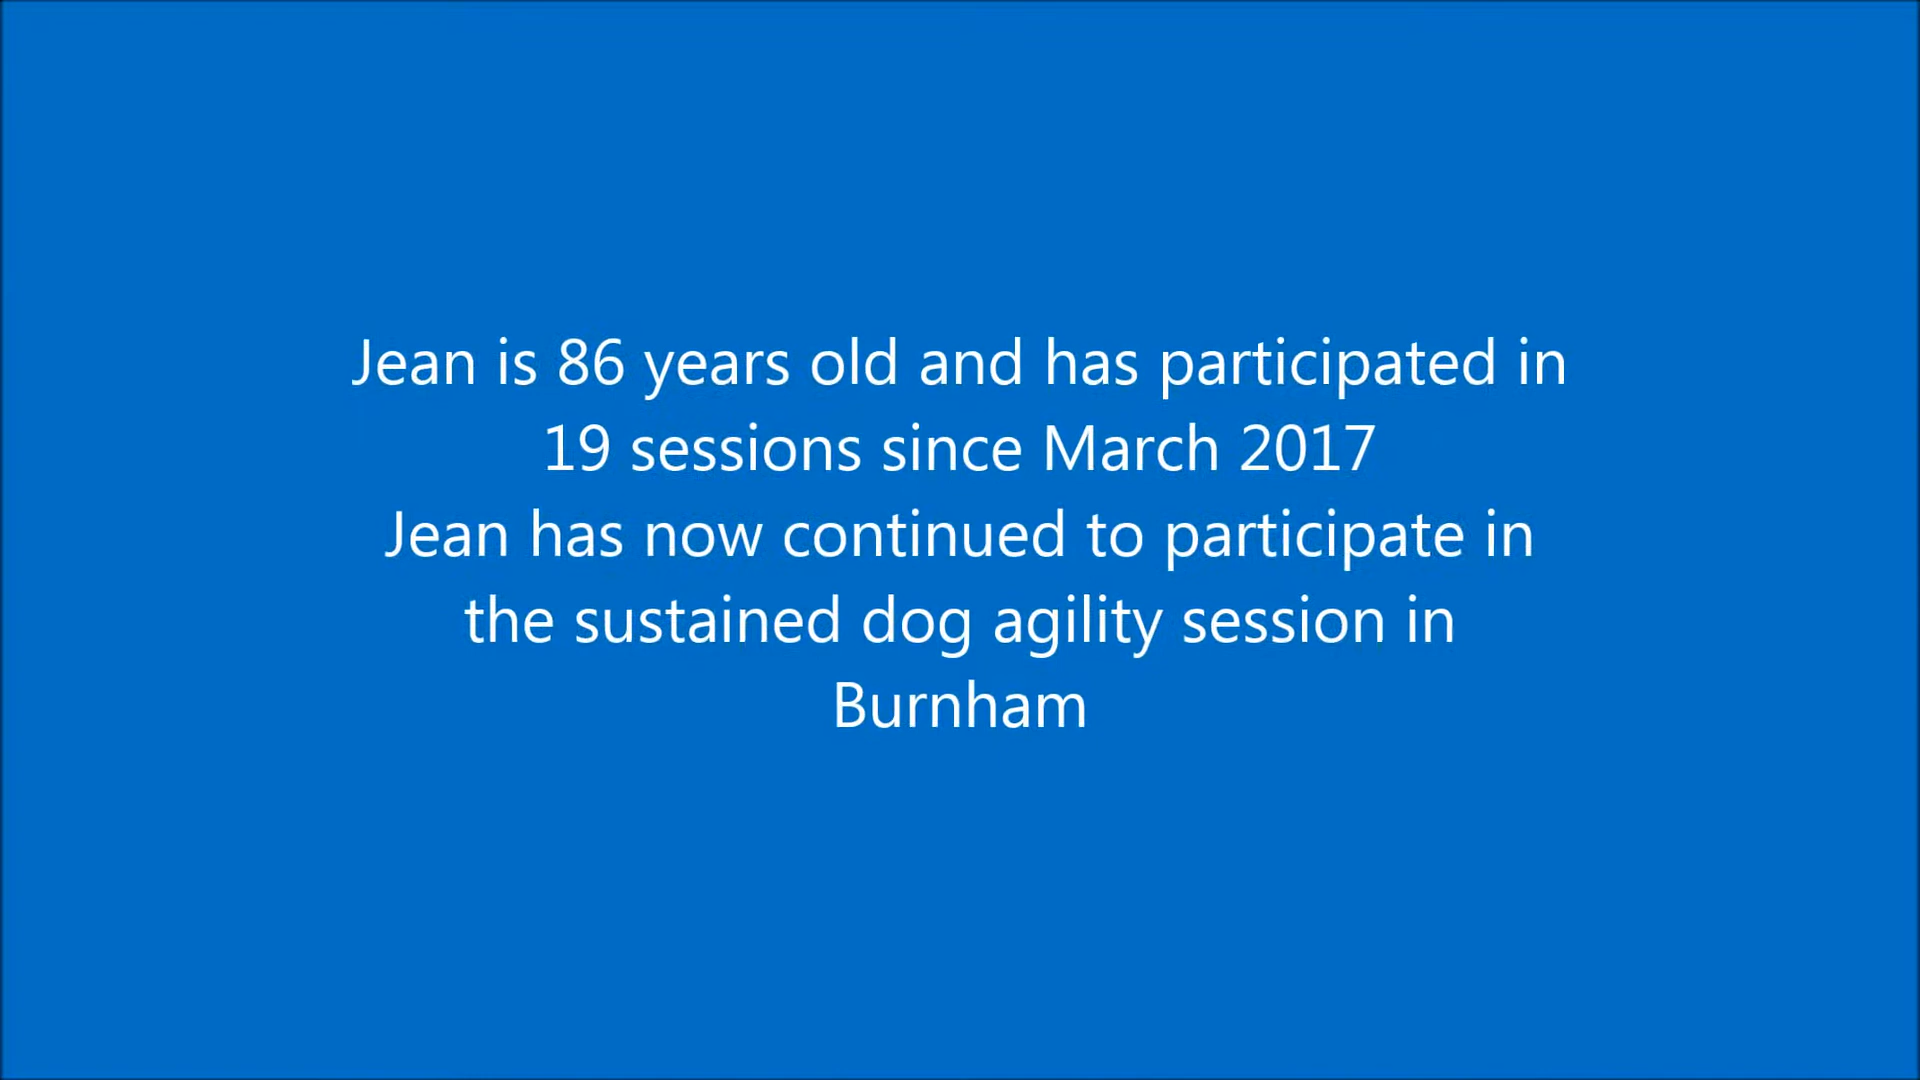 Jean is 86 years old and has participated in
19 sessions since March 2017
Jean has now continued to participate in
the sustained dog agility session in
Burnham